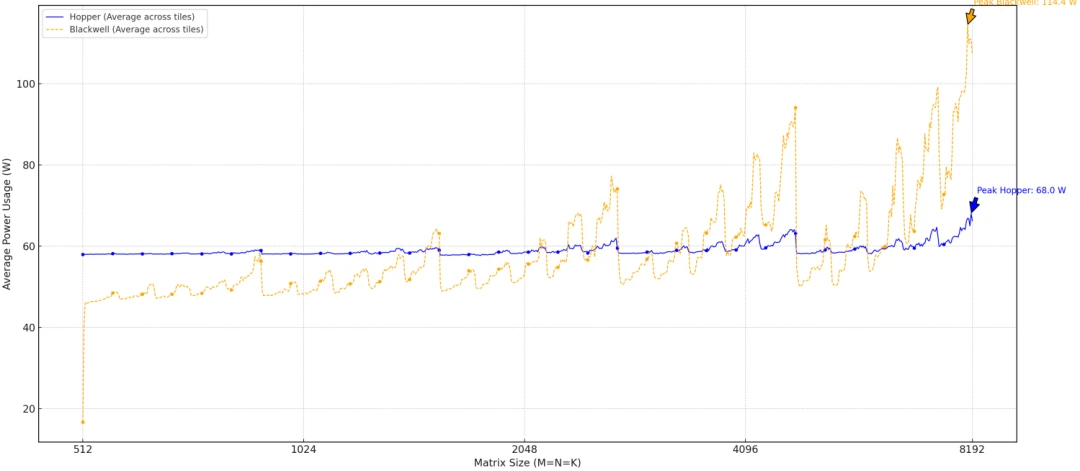 Peak Blackwell: 114.4 W
Hopper (Average across tiles)
Blackwell (Average across tiles)
Average Power Usage (W)
100
80
60
40
20
Peak Hopper: 68.0 W
512
1024
2048
4096
8192
Matrix Size (M=N=K)